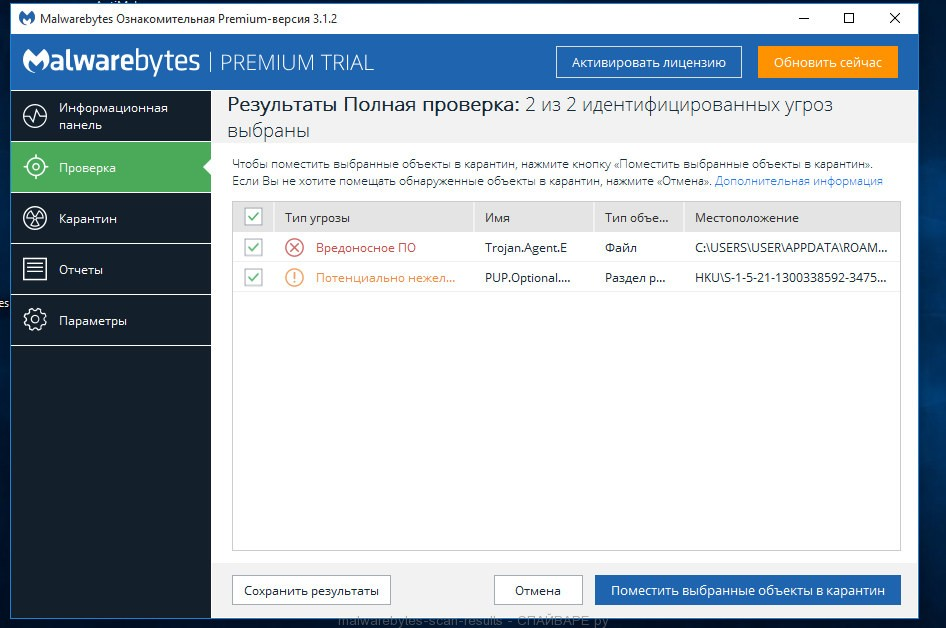 Malwarebytes Ознакомительная Premium-версия 3.1.2
Malwarebytes | PREMIUM TRIAL
Активировать лицензию
Обновить сейчас
Информационная
панель
Проверка
Карантин
Отчеты
Параметры
Результаты Полная проверка: 2 из 2 идентифицированных угроз
выбраны
Чтобы поместить выбранные объекты в карантин, нажмите кнопку «Поместить выбранные объекты в карантин».
Если Вы не хотите помещать обнаруженные объекты в карантин, нажмите «Отмена». Дополнительная информация
Тип угрозы Имя Тип объе... Местоположение
Вредоносное ПО Trojan.Agent.E Файл C:\USERS\USER\APPDATA\ROAM...
Потенциально нежел... PUP.Optional.... Раздел р... HKU\S-1-5-21-1300338592-3475...
Сохранить результаты
Отмена
Поместить выбранные объекты в карантин
malwarebytes-scan-results - СПАЙВАРЕ ру